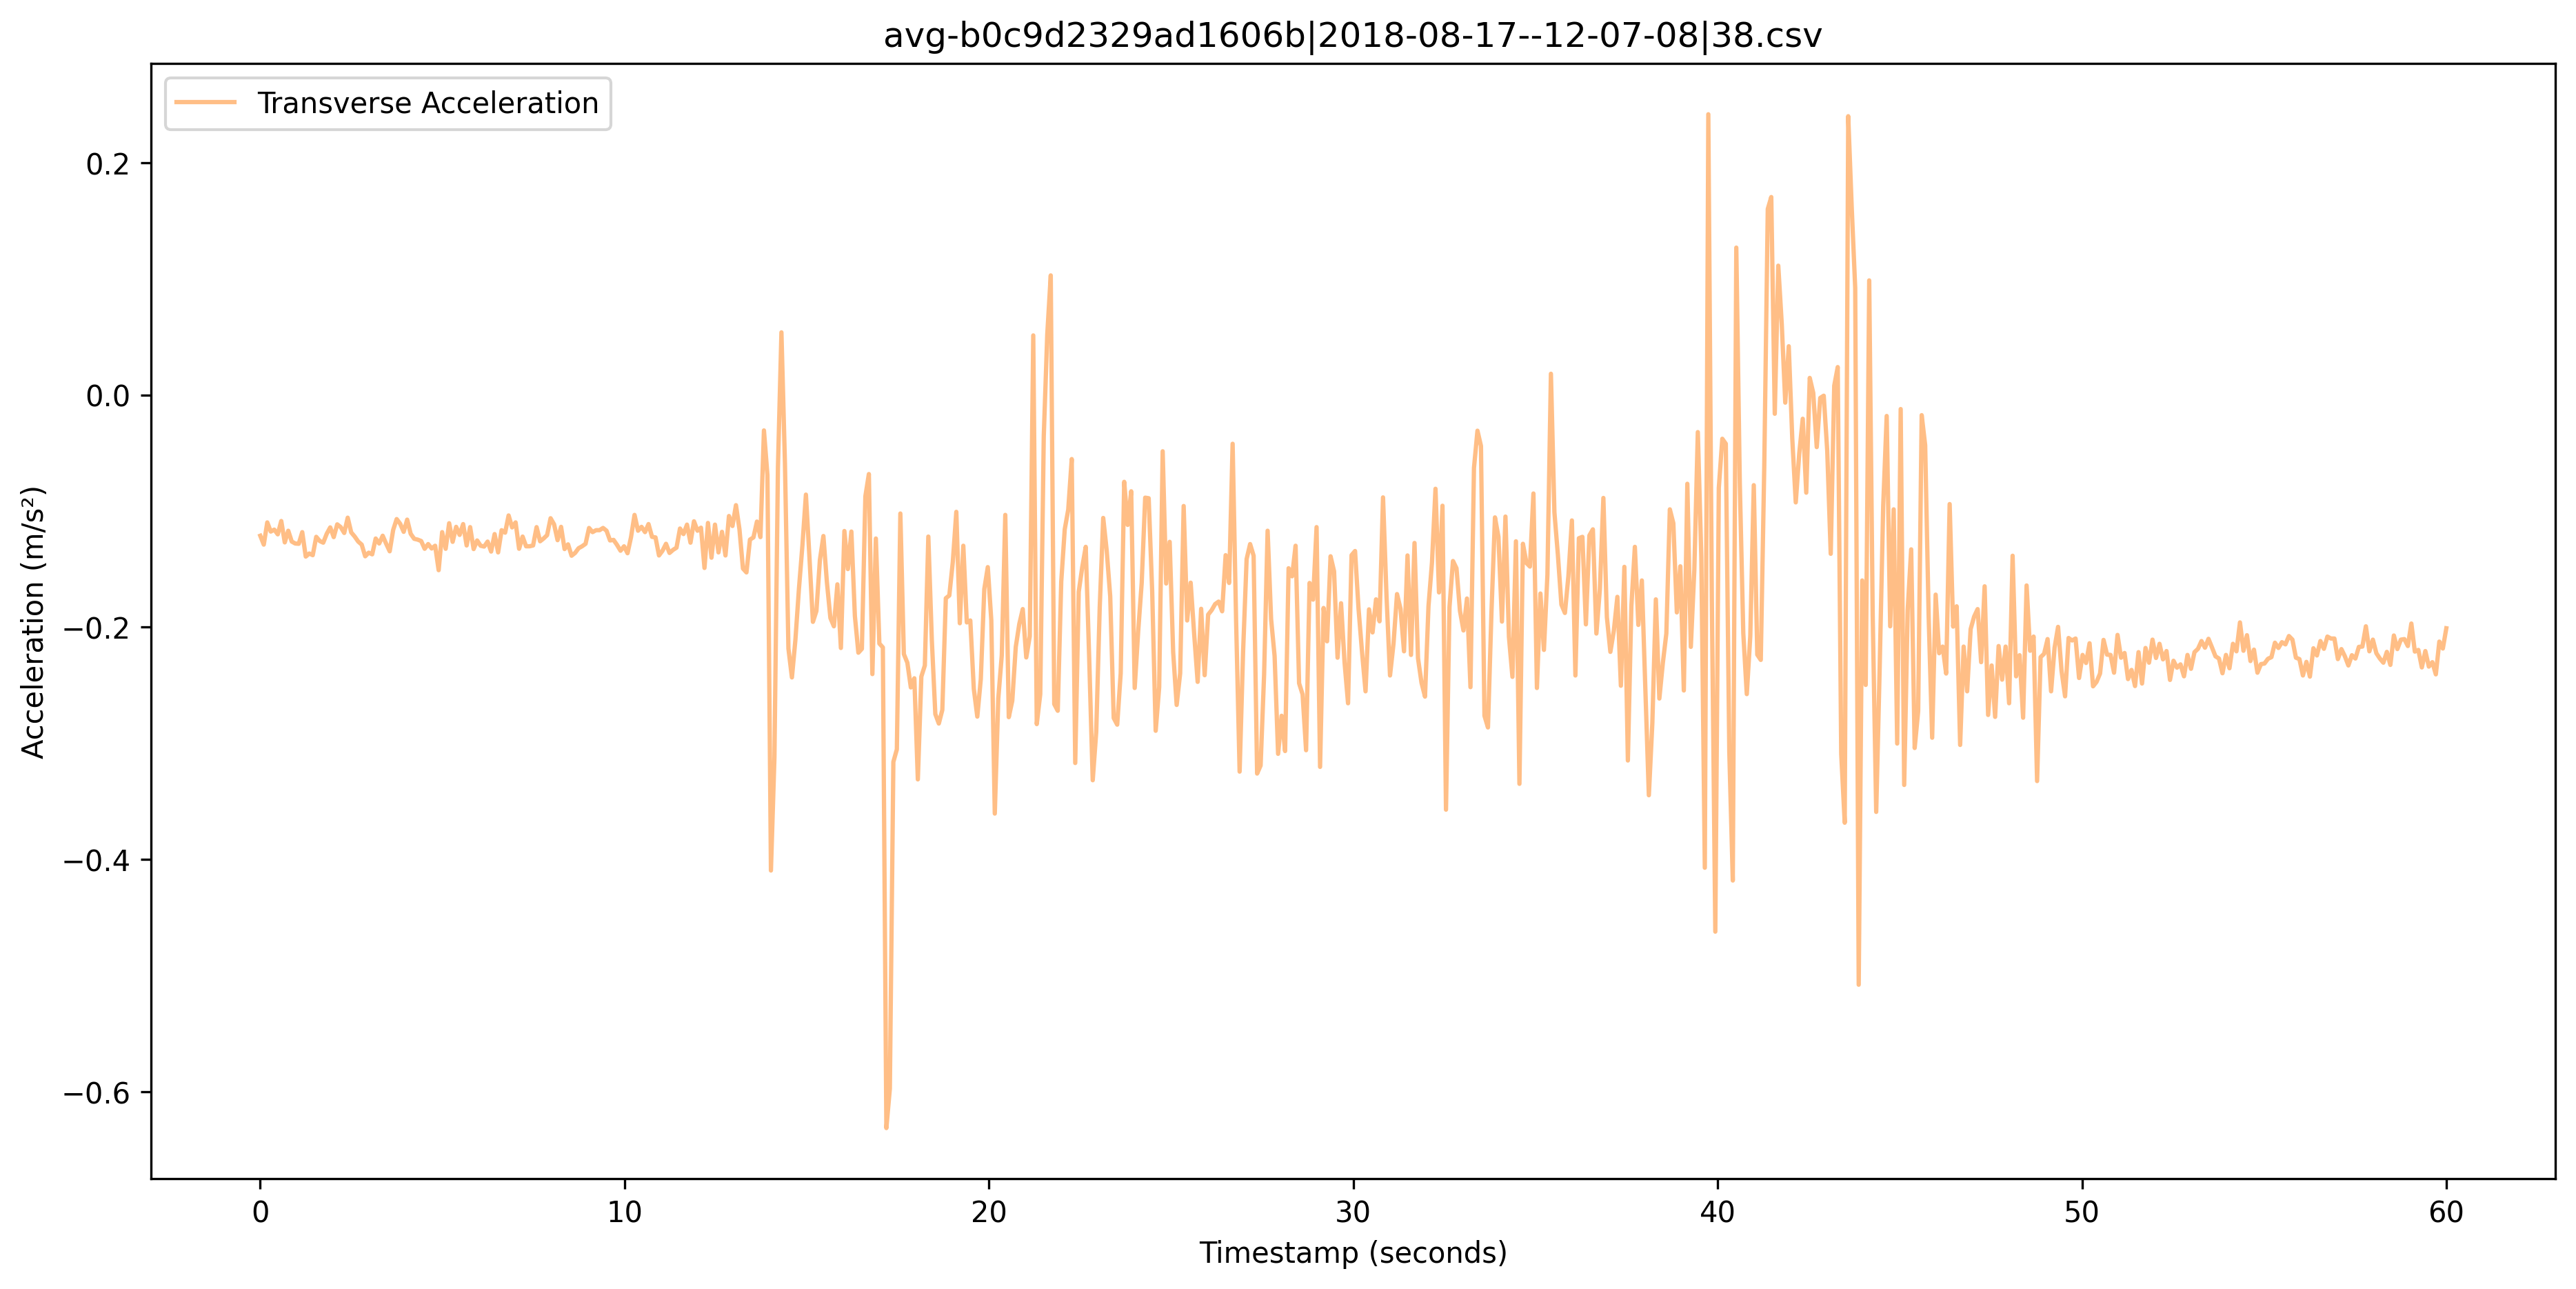 avg-b0c9d2329ad1606b|2018-08-17--12-07-08|38.csv
Transverse Acceleration
0.2
0.0
−0.2
−0.4
−0.6
Acceleration (m/s²)
0 10 20 30 40 50 60
Timestamp (seconds)